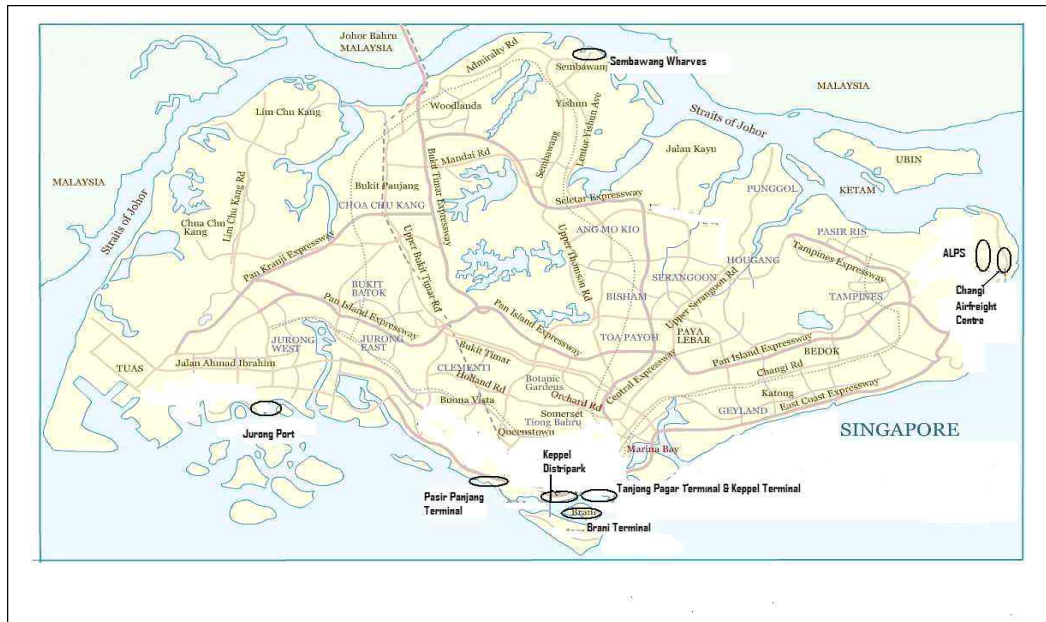 Johor Bahru
MALAYSIA
Admiralty Rd
Sembawang
Sembawang Wharves
MALAYSIA
Lim Chu Kang
Woodlands
Yishun
Lentor Yishun Ave
Straits of Johor
Mandai Rd
Sembawang
Jalan Kayu
UBIN
MALAYSIA
Straits of Johor
Lim Chu Kang Rd
Bukit Panjang
Bukit Timar Expressway
PUNGGOL
KETAM
CHOA CHU KANG
Seletar Expressway
Chua Chu
Kang
ANG MO KIO
PASIR RIS
Pan Kranji Expressway
Upper Bukit Timar Rd
Upper Thomson Rd
HOUGANG
Tampines Expressway
ALPS
SERANGOON
Changi
Airfreight
Centre
BUKIT
BATOK
BISHAM
Upper Serangoon Rd
TAMPINES
Pan Island Expressway
Pan Island Expressway
JURONG
WEST
JURONG
EAST
TOA PAYOH
PAYA
LEBAR
Pan Island Expressway
BEDOK
TUAS
Jalan Ahmad Ibrahim
Bukit Timar
CLEMENTI
Holland Rd
Botanic
Gardens
Orchard Rd
Central Expressway
Changi Rd
Katong
East Coast Expressway
Buona Vista
Somerset
Tiong Bahru
GEYLAND
Queenstown
SINGAPORE
Jurong Port
Marina Bay
Keppel
Distripark
Pasir Panjang
Terminal
Tanjong Pagar Terminal & Keppel Terminal
Brani
Brani Terminal